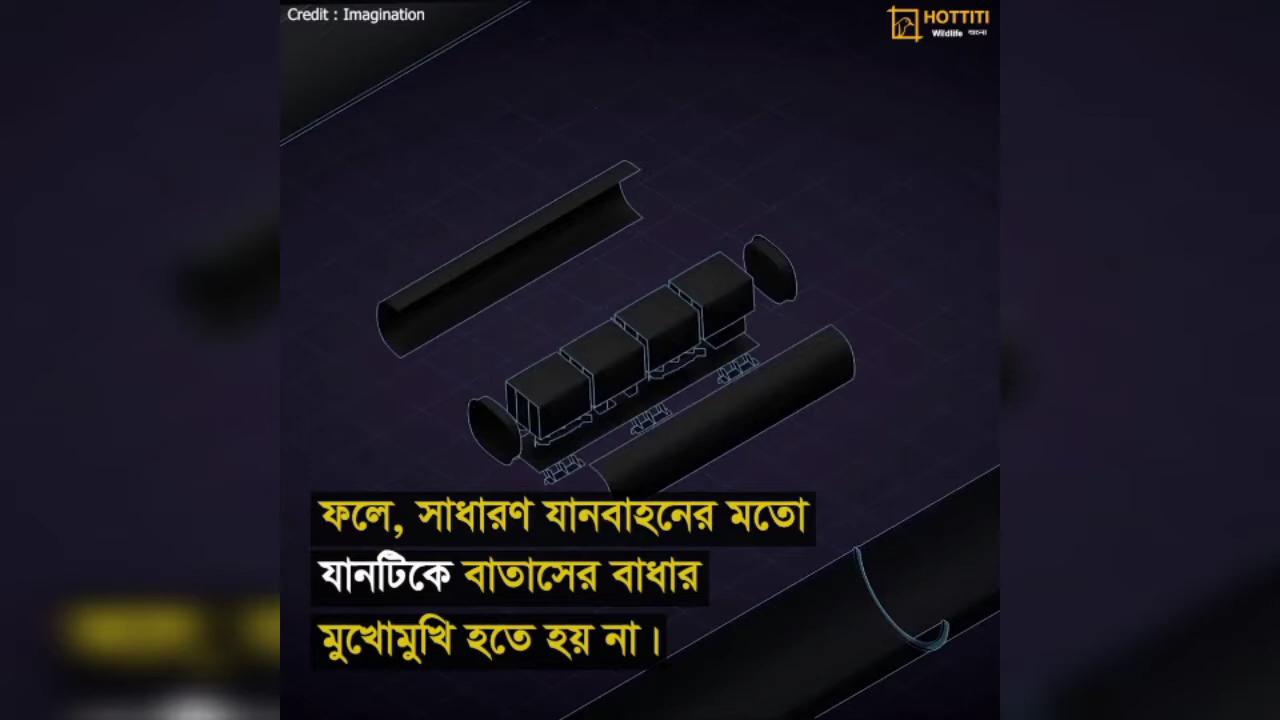 Credit : Imagination
HOTTITI
Wildlife বাংলা
ফলে, সাধারণ যানবাহনের মতো
যানটিকে বাতাসের বাধার
মুখোমুখি হতে হয় না।